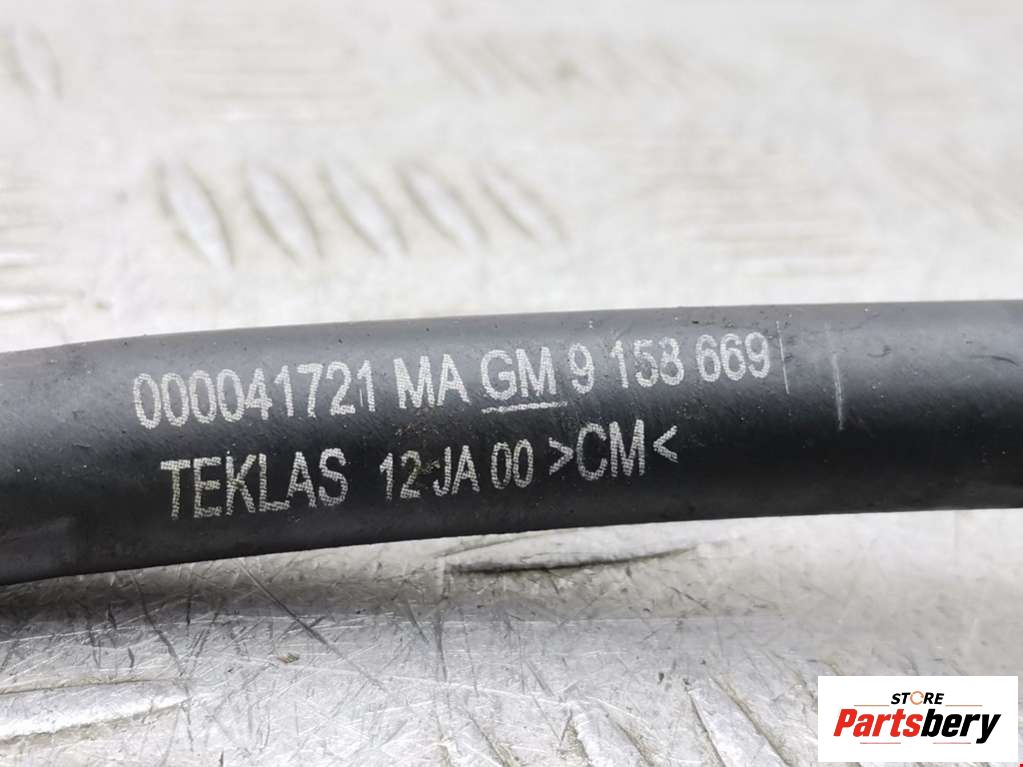 000041721 MA GM 9 158 669
TEKLAS 12 JA 00 >CM<
STORE
Partsbery